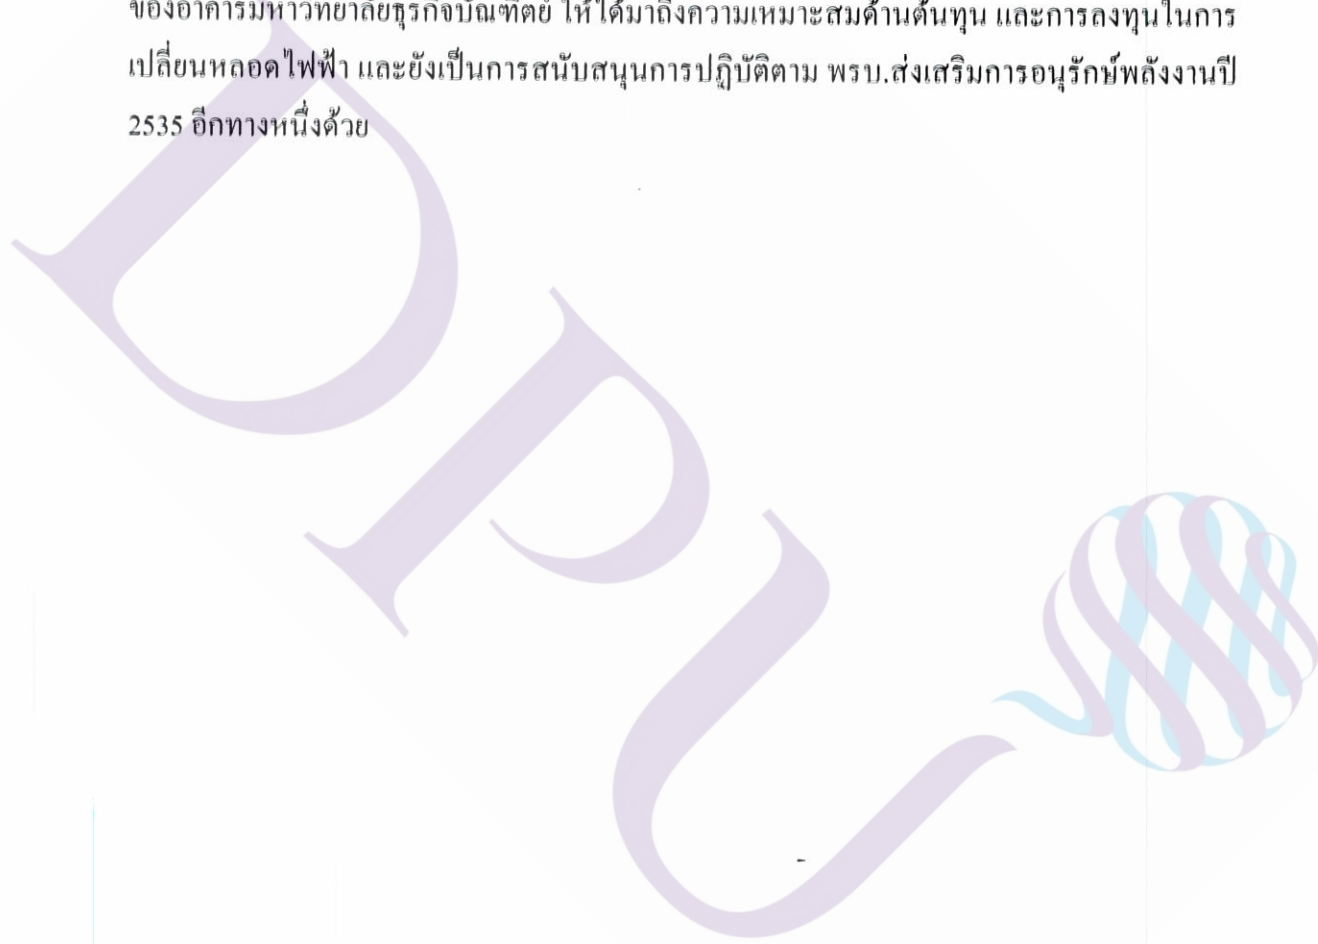 ของอาคารมหาวิทยาลัยธุรกิจบัณฑิตย์ ให้ได้มาถึงความเหมาะสมด้านต้นทุน และการลงทุนในการ
เปลี่ยนหลอดไฟฟ้า และยังเป็นการสนับสนุนการปฏิบัติตาม พรบ.ส่งเสริมการอนุรักษ์พลังงานปี
2535 อีกทางหนึ่งด้วย
DPU